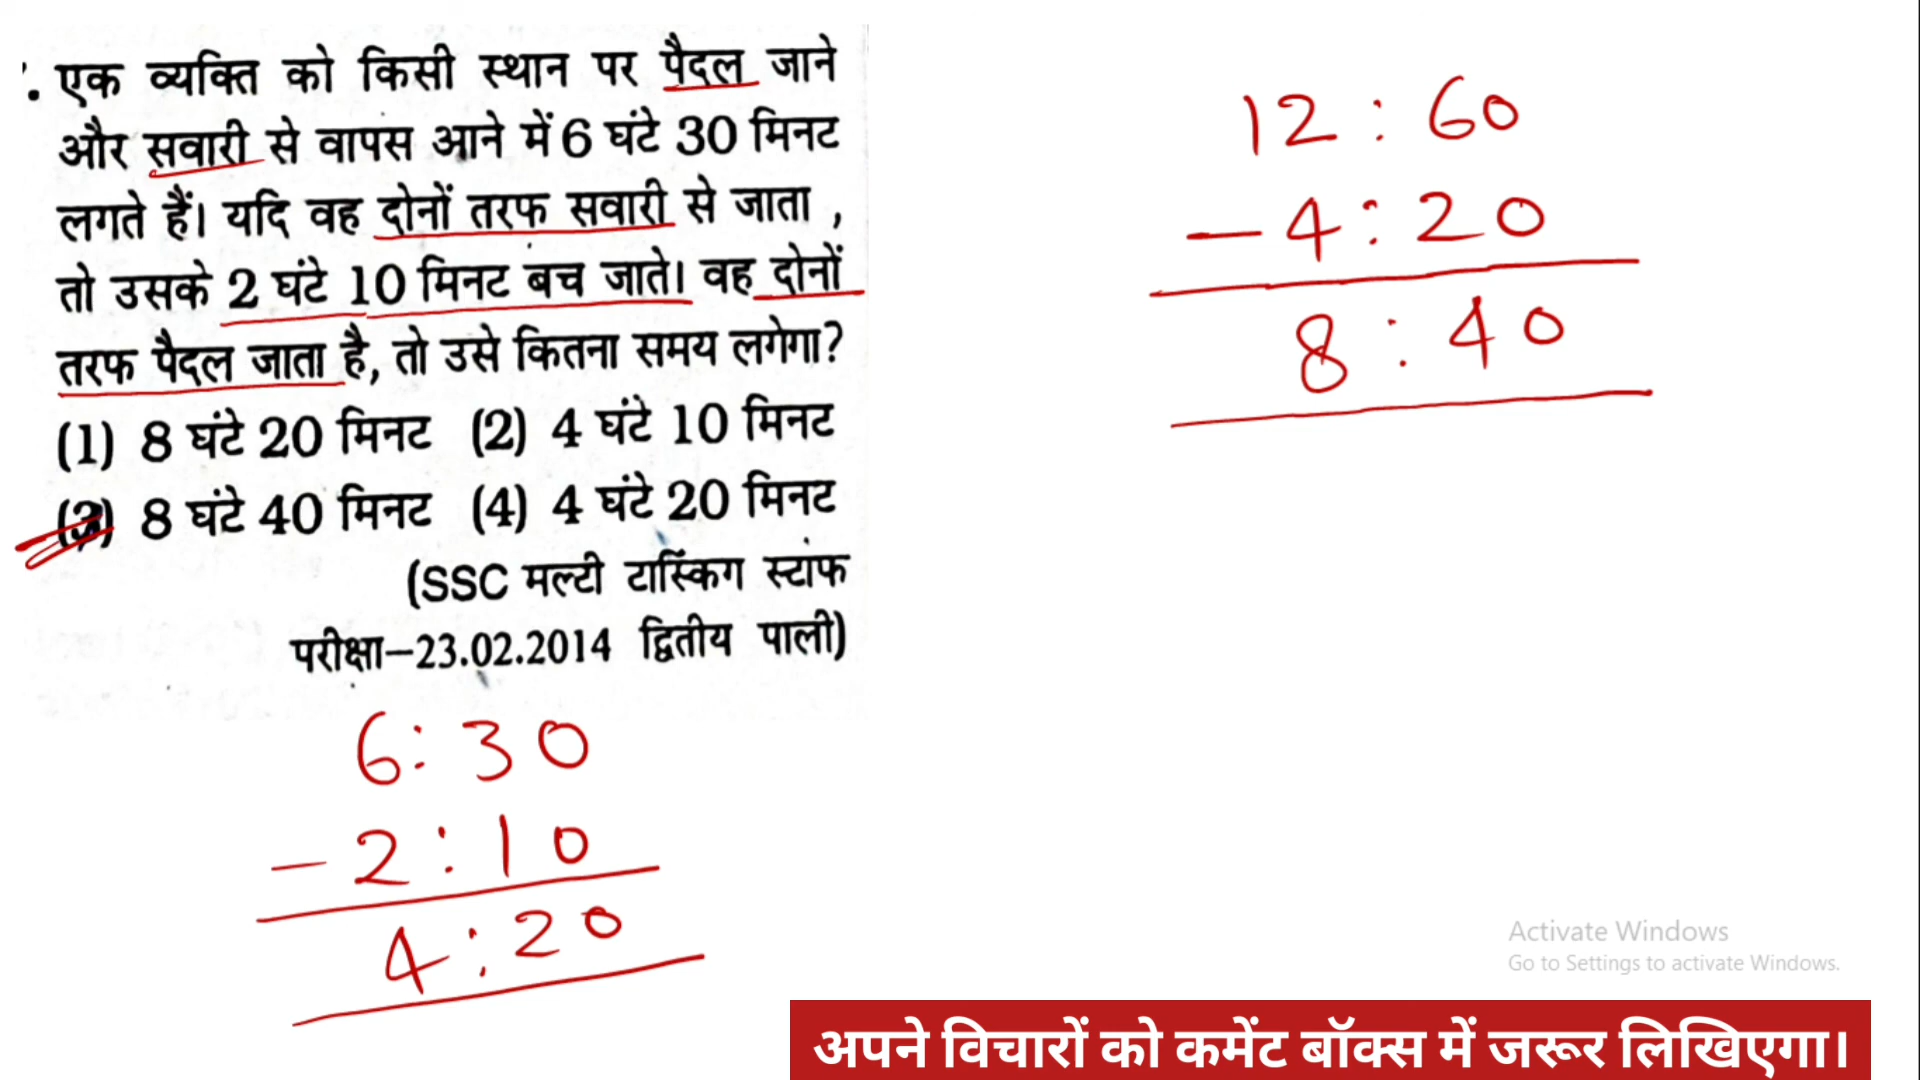 . एक व्यक्ति को किसी स्थान पर पैदल जाने
और सवारी से वापस आने में 6 घंटे 30 मिनट
लगते हैं। यदि वह दोनों तरफ सवारी से जाता ,
तो उसके 2 घंटे 10 मिनट बच जाते। वह दोनों
तरफ पैदल जाता है, तो उसे कितना समय लगेगा?
(1) 8 घंटे 20 मिनट (2) 4 घंटे 10 मिनट
(3) 8 घंटे 40 मिनट (4) 4 घंटे 20 मिनट
(SSC मल्टी टास्किंग स्टाफ
परीक्षा–23.02.2014 द्वितीय पाली)
6:30
– 2:10
4:20
12:60
– 4:20
8:40
Activate Windows
Go to Settings to activate Windows.
अपने विचारों को कमेंट बॉक्स में जरूर लिखिएगा।